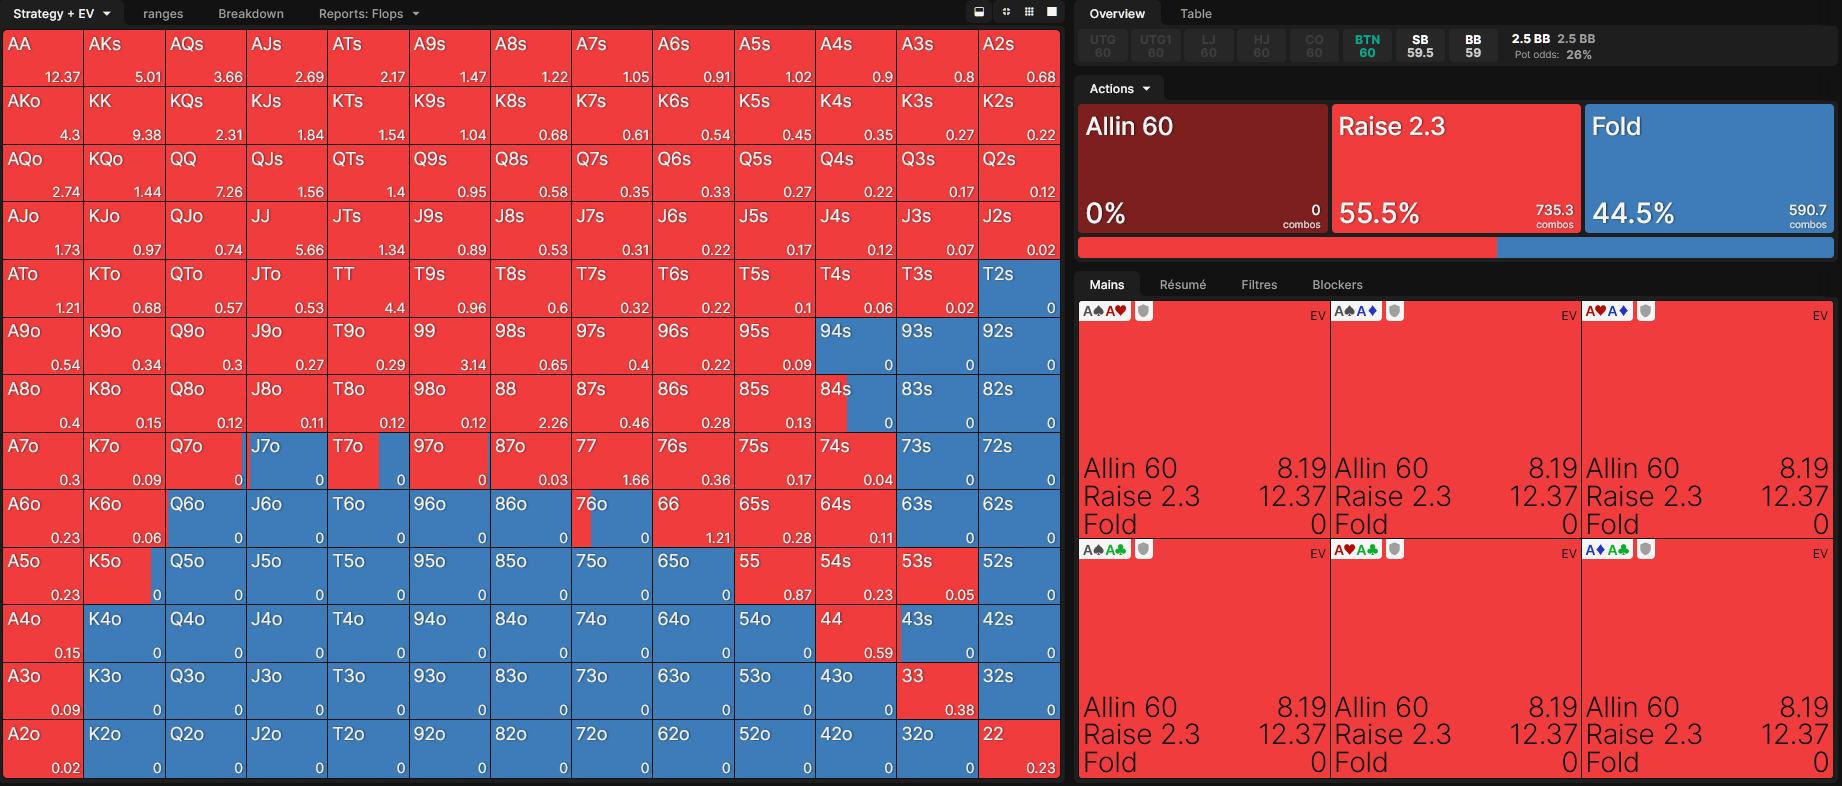 Strategy + EV ranges Breakdown Reports: Flops
AA AKs AQs AJs ATs A9s A8s A7s A6s A5s A4s A3s A2s
12.37 5.01 3.66 2.69 2.17 1.47 1.22 1.05 0.91 1.02 0.9 0.8 0.68
AKo KK KQs KJs KTs K9s K8s K7s K6s K5s K4s K3s K2s
4.3 9.38 2.31 1.84 1.54 1.04 0.68 0.61 0.54 0.45 0.35 0.27 0.22
AQo KQo QQ QJs QTs Q9s Q8s Q7s Q6s Q5s Q4s Q3s Q2s
2.74 1.44 7.26 1.56 1.4 0.95 0.58 0.35 0.33 0.27 0.22 0.17 0.12
AJo KJo QJo JJ JTs J9s J8s J7s J6s J5s J4s J3s J2s
1.73 0.97 0.74 5.66 1.34 0.89 0.53 0.31 0.22 0.17 0.12 0.07 0.02
ATo KTo QTo JTo TT T9s T8s T7s T6s T5s T4s T3s T2s
1.21 0.68 0.57 0.53 4.4 0.96 0.6 0.32 0.22 0.1 0.06 0.02 0
A9o K9o Q9o J9o T9o 99 98s 97s 96s 95s 94s 93s 92s
0.54 0.34 0.3 0.27 0.29 3.14 0.65 0.4 0.22 0.09 0 0 0
A8o K8o Q8o J8o T8o 98o 88 87s 86s 85s 84s 83s 82s
0.4 0.15 0.12 0.11 0.12 0.12 2.26 0.46 0.28 0.13 0 0 0
A7o K7o Q7o J7o T7o 97o 87o 77 76s 75s 74s 73s 72s
0.3 0.09 0 0 0 0 0.03 1.66 0.36 0.17 0.04 0 0
A6o K6o Q6o J6o T6o 96o 86o 76o 66 65s 64s 63s 62s
0.23 0.06 0 0 0 0 0 0 1.21 0.28 0.11 0 0
A5o K5o Q5o J5o T5o 95o 85o 75o 65o 55 54s 53s 52s
0.23 0 0 0 0 0 0 0 0 0.87 0.23 0.05 0
A4o K4o Q4o J4o T4o 94o 84o 74o 64o 54o 44 43s 42s
0.15 0 0 0 0 0 0 0 0 0 0.59 0 0
A3o K3o Q3o J3o T3o 93o 83o 73o 63o 53o 43o 33 32s
0.09 0 0 0 0 0 0 0 0 0 0 0.38 0
A2o K2o Q2o J2o T2o 92o 82o 72o 62o 52o 42o 32o 22
0.02 0 0 0 0 0 0 0 0 0 0 0 0.23
Overview Table
UTG UTG1 LJ HJ CO BTN SB BB 2.5 BB 2.5 BB
60 60 60 60 60 60 59.5 59 Pot odds: 26%
Actions
Allin 60 Raise 2.3 Fold
0% 0 combos 55.5% 735.3 combos 44.5% 590.7 combos
Mains Résumé Filtres Blockers
A♠A♥ EV A♠A♦ EV A♥A♦ EV
Allin 60 8.19 Allin 60 8.19 Allin 60 8.19
Raise 2.3 12.37 Raise 2.3 12.37 Raise 2.3 12.37
Fold 0 Fold 0 Fold 0
A♠A♣ EV A♥A♣ EV A♦A♣ EV
Allin 60 8.19 Allin 60 8.19 Allin 60 8.19
Raise 2.3 12.37 Raise 2.3 12.37 Raise 2.3 12.37
Fold 0 Fold 0 Fold 0